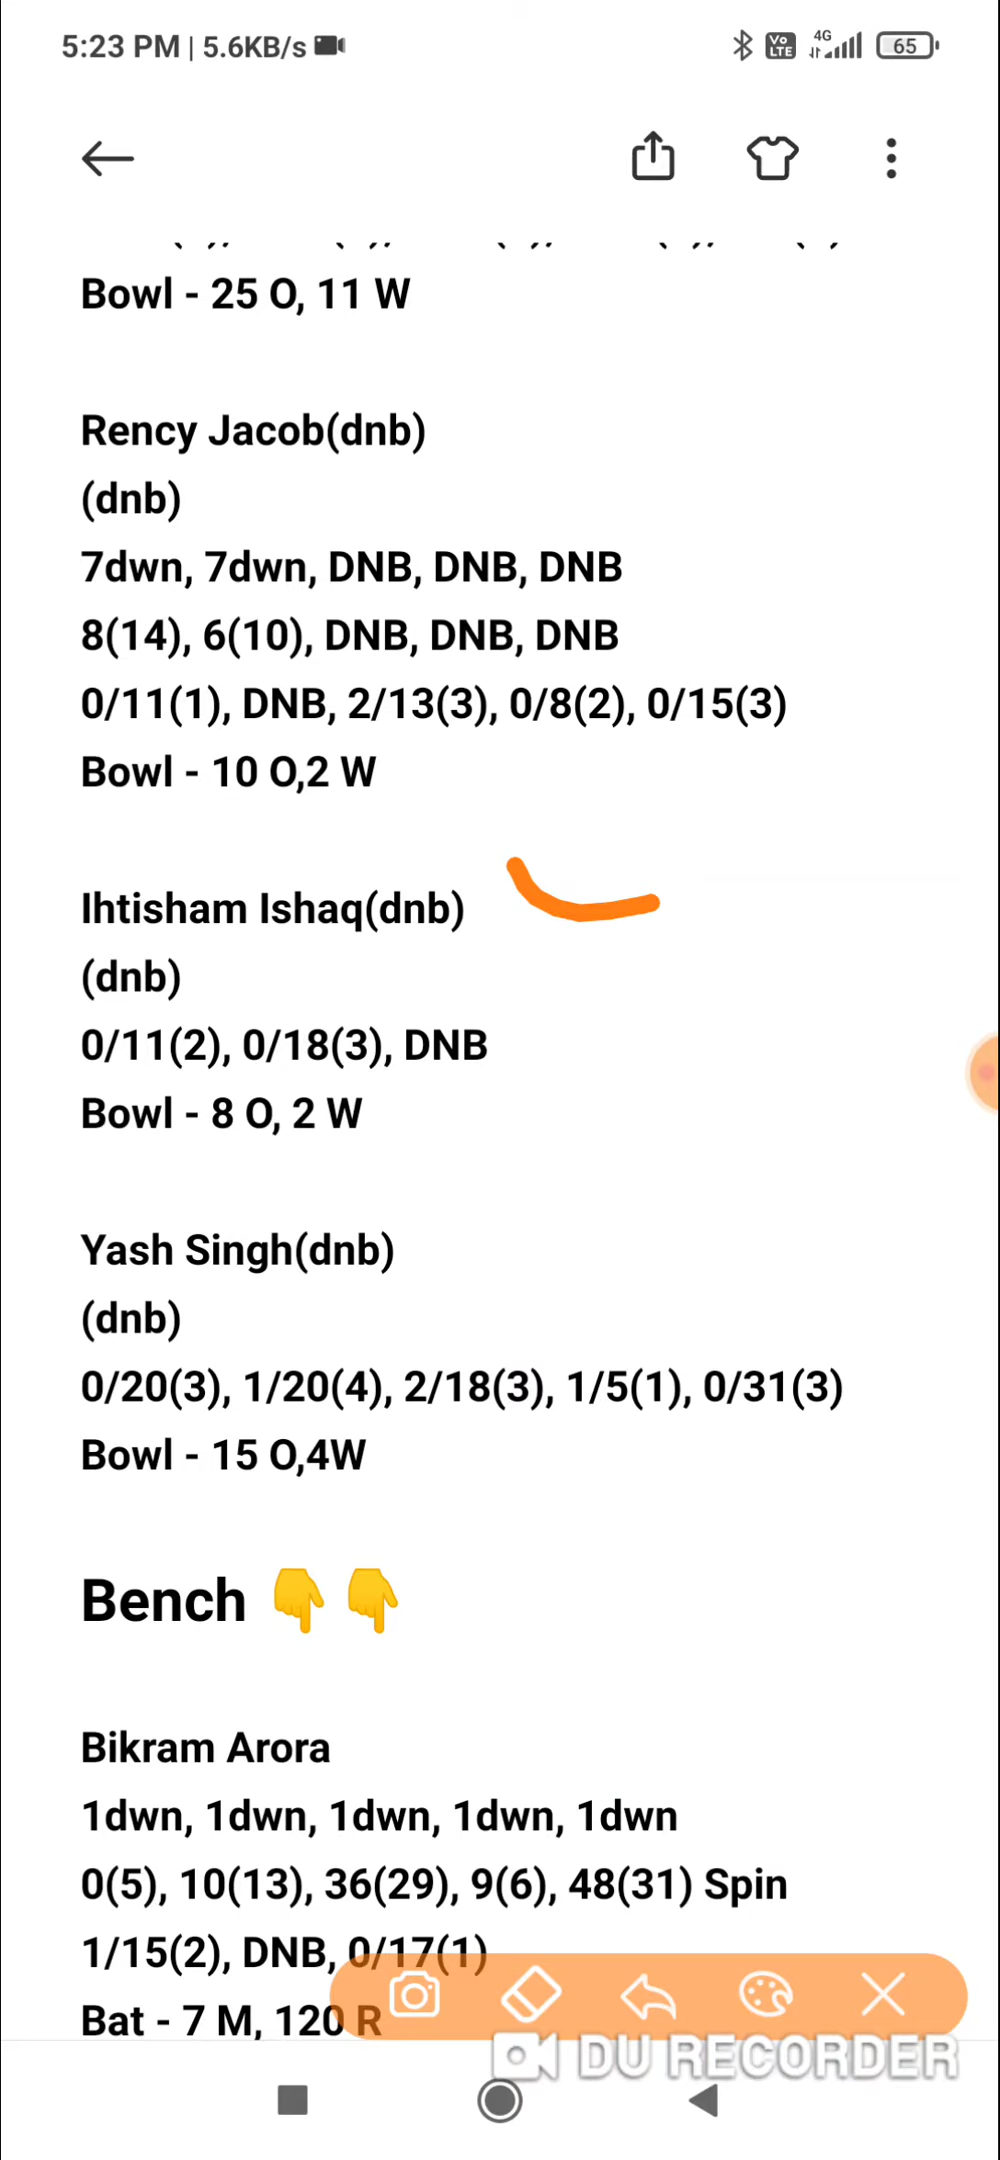 5:23 PM | 5.6KB/s
Vo LTE 4G 65
Bowl - 25 O, 11 W
Rency Jacob(dnb)
(dnb)
7dwn, 7dwn, DNB, DNB, DNB
8(14), 6(10), DNB, DNB, DNB
0/11(1), DNB, 2/13(3), 0/8(2), 0/15(3)
Bowl - 10 O,2 W
Ihtisham Ishaq(dnb)
(dnb)
0/11(2), 0/18(3), DNB
Bowl - 8 O, 2 W
Yash Singh(dnb)
(dnb)
0/20(3), 1/20(4), 2/18(3), 1/5(1), 0/31(3)
Bowl - 15 O,4W
Bench 👇👇
Bikram Arora
1dwn, 1dwn, 1dwn, 1dwn, 1dwn
0(5), 10(13), 36(29), 9(6), 48(31) Spin
1/15(2), DNB, 0/17(1)
Bat - 7 M, 120 R
DU RECORDER